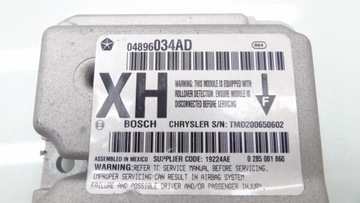 04896034AD
064
XH
WARNING: THIS MODULE IS EQUIPPED WITH
ROLLOVER DETECTION. ENSURE MODULE IS
DISCONNECTED BEFORE SERVICING
F
BOSCH CHRYSLER S/N: TMD200650602
ASSEMBLED IN MEXICO SUPPLIER CODE: 19224AE 0 285 001 860
WARNING: REFER TC SERVICE MANUAL BEFORE SERVICING.
IMPROPER SERVICING CAN RESULT IN AIRBAG SYSTEM
FAILURE AND POSSIBLE DRIVER AND/OR PASSENGER INJURY.